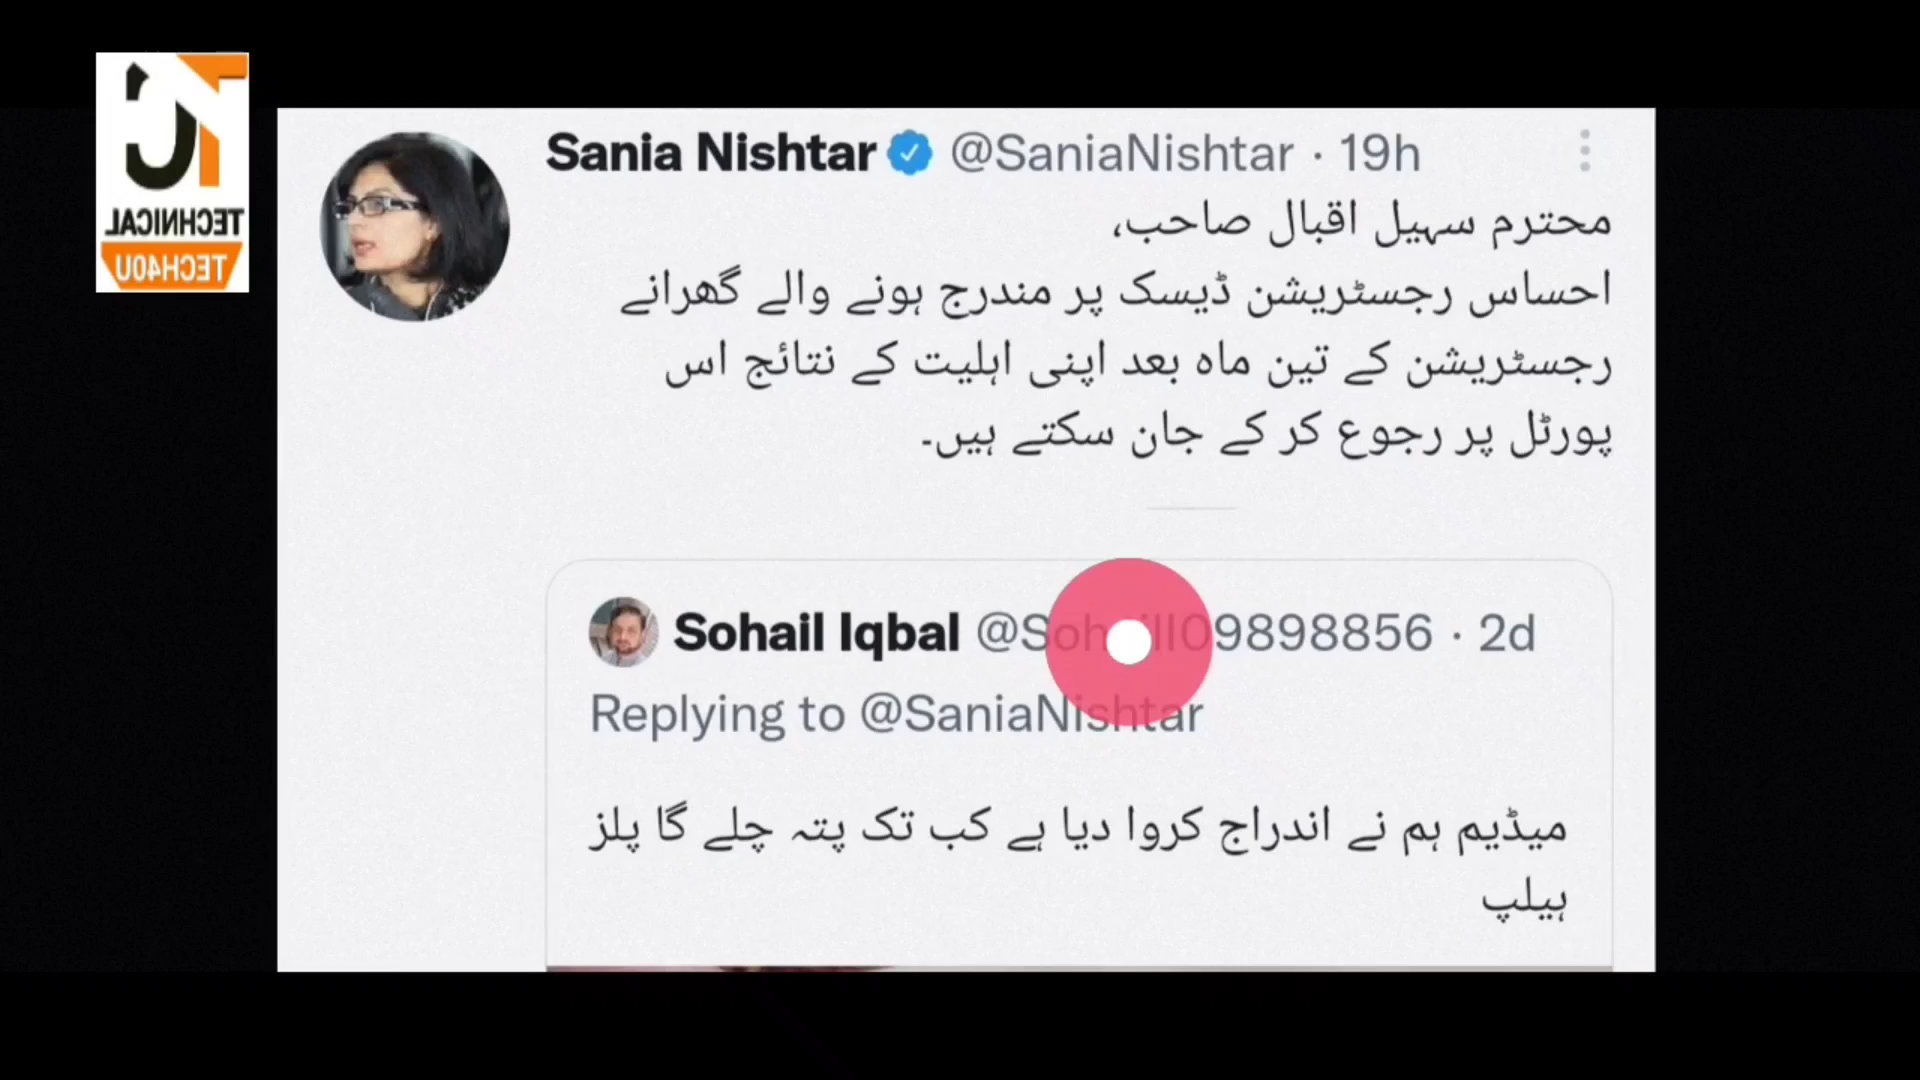 TECHNICAL
TECH4OU
Sania Nishtar @SaniaNishtar · 19h
محترم سہیل اقبال صاحب،
احساس رجسٹریشن ڈیسک پر مندرج ہونے والے گھرانے
رجسٹریشن کے تین ماہ بعد اپنی اہلیت کے نتائج اس
پورٹل پر رجوع کر کے جان سکتے ہیں۔
Sohail Iqbal @Sohaill09898856 · 2d
Replying to @SaniaNishtar
میڈیم ہم نے اندراج کروا دیا ہے کب تک پتہ چلے گا پلز
ہیلپ